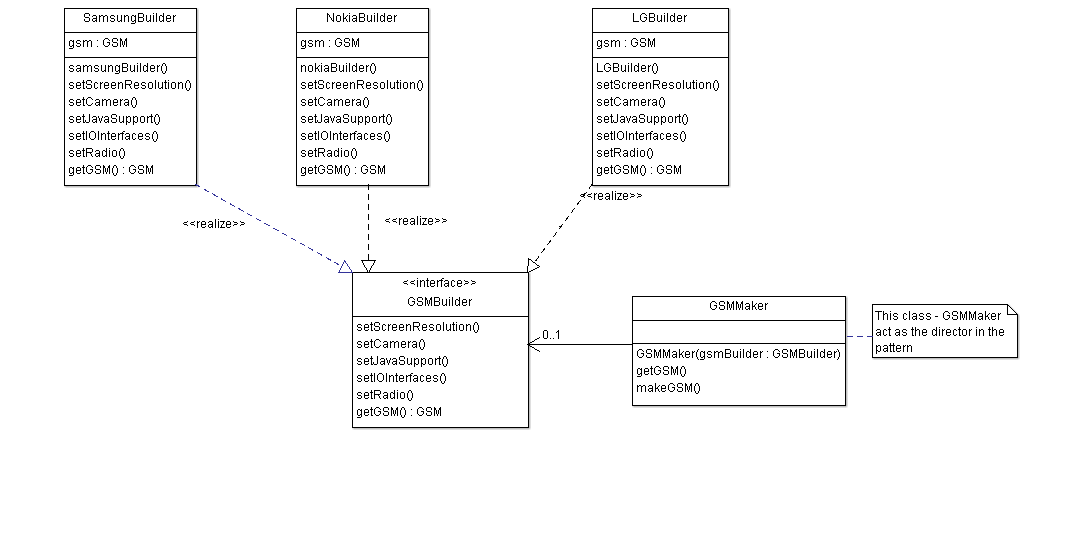 SamsungBuilder
gsm : GSM
samsungBuilder()
setScreenResolution()
setCamera()
setJavaSupport()
setIOInterfaces()
setRadio()
getGSM() : GSM
NokiaBuilder
gsm : GSM
nokiaBuilder()
setScreenResolution()
setCamera()
setJavaSupport()
setIOInterfaces()
setRadio()
getGSM() : GSM
LGBuilder
gsm : GSM
LGBuilder()
setScreenResolution()
setCamera()
setJavaSupport()
setIOInterfaces()
setRadio()
getGSM() : GSM
<<realize>>
<<realize>>
<<realize>>
<<interface>>
GSMBuilder
setScreenResolution()
setCamera()
setJavaSupport()
setIOInterfaces()
setRadio()
getGSM() : GSM
0..1
GSMMaker
GSMMaker(gsmBuilder : GSMBuilder)
getGSM()
makeGSM()
This class - GSMMaker
act as the director in the
pattern